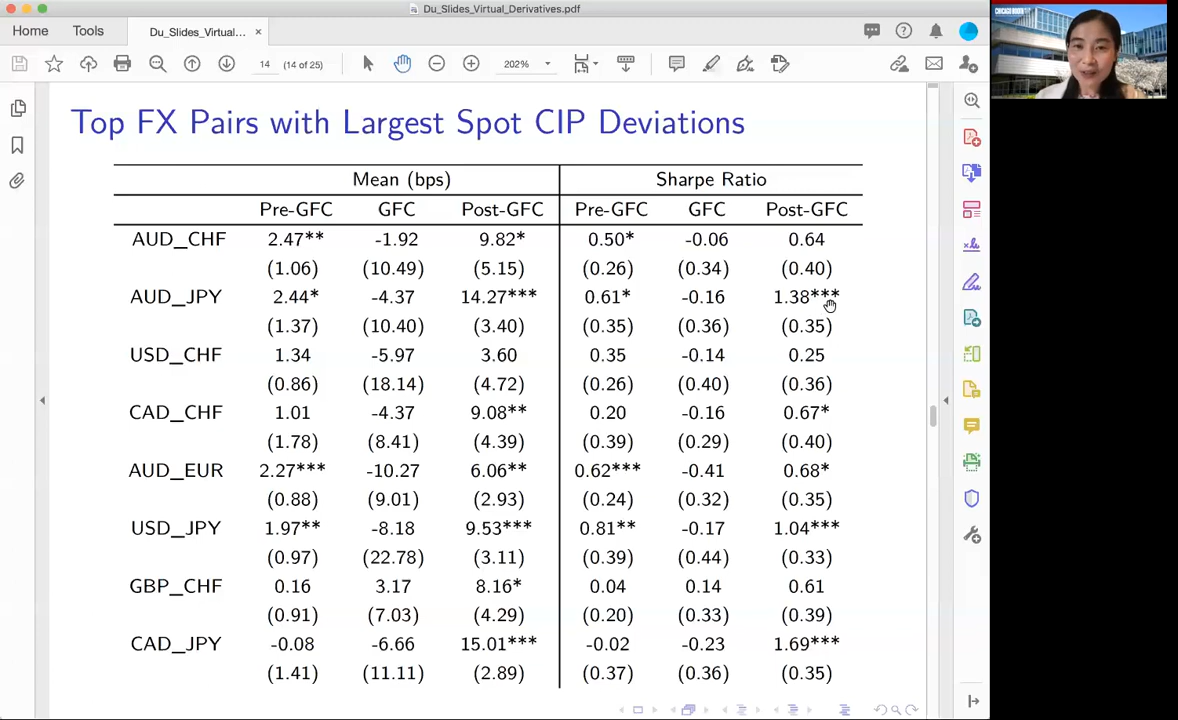 Du_Slides_Virtual_Derivatives.pdf
Home Tools Du_Slides_Virtual... ×
14 (14 of 25) 202%
Top FX Pairs with Largest Spot CIP Deviations
Mean (bps) Sharpe Ratio
Pre-GFC GFC Post-GFC Pre-GFC GFC Post-GFC
AUD_CHF 2.47** -1.92 9.82* 0.50* -0.06 0.64
(1.06) (10.49) (5.15) (0.26) (0.34) (0.40)
AUD_JPY 2.44* -4.37 14.27*** 0.61* -0.16 1.38***
(1.37) (10.40) (3.40) (0.35) (0.36) (0.35)
USD_CHF 1.34 -5.97 3.60 0.35 -0.14 0.25
(0.86) (18.14) (4.72) (0.26) (0.40) (0.36)
CAD_CHF 1.01 -4.37 9.08** 0.20 -0.16 0.67*
(1.78) (8.41) (4.39) (0.39) (0.29) (0.40)
AUD_EUR 2.27*** -10.27 6.06** 0.62*** -0.41 0.68*
(0.88) (9.01) (2.93) (0.24) (0.32) (0.35)
USD_JPY 1.97** -8.18 9.53*** 0.81** -0.17 1.04***
(0.97) (22.78) (3.11) (0.39) (0.44) (0.33)
GBP_CHF 0.16 3.17 8.16* 0.04 0.14 0.61
(0.91) (7.03) (4.29) (0.20) (0.33) (0.39)
CAD_JPY -0.08 -6.66 15.01*** -0.02 -0.23 1.69***
(1.41) (11.11) (2.89) (0.37) (0.36) (0.35)
CHICAGO BOOTH